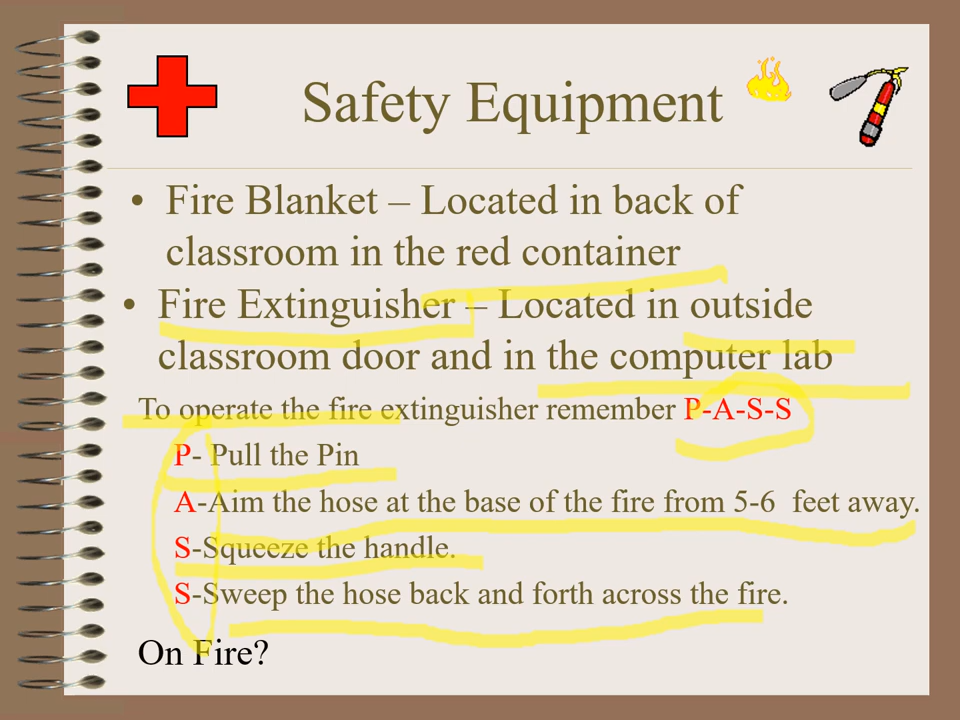 Safety Equipment
• Fire Blanket – Located in back of
classroom in the red container
• Fire Extinguisher – Located in outside
classroom door and in the computer lab
To operate the fire extinguisher remember P-A-S-S
P- Pull the Pin
A-Aim the hose at the base of the fire from 5-6  feet away.
S-Squeeze the handle.
S-Sweep the hose back and forth across the fire.
On Fire?